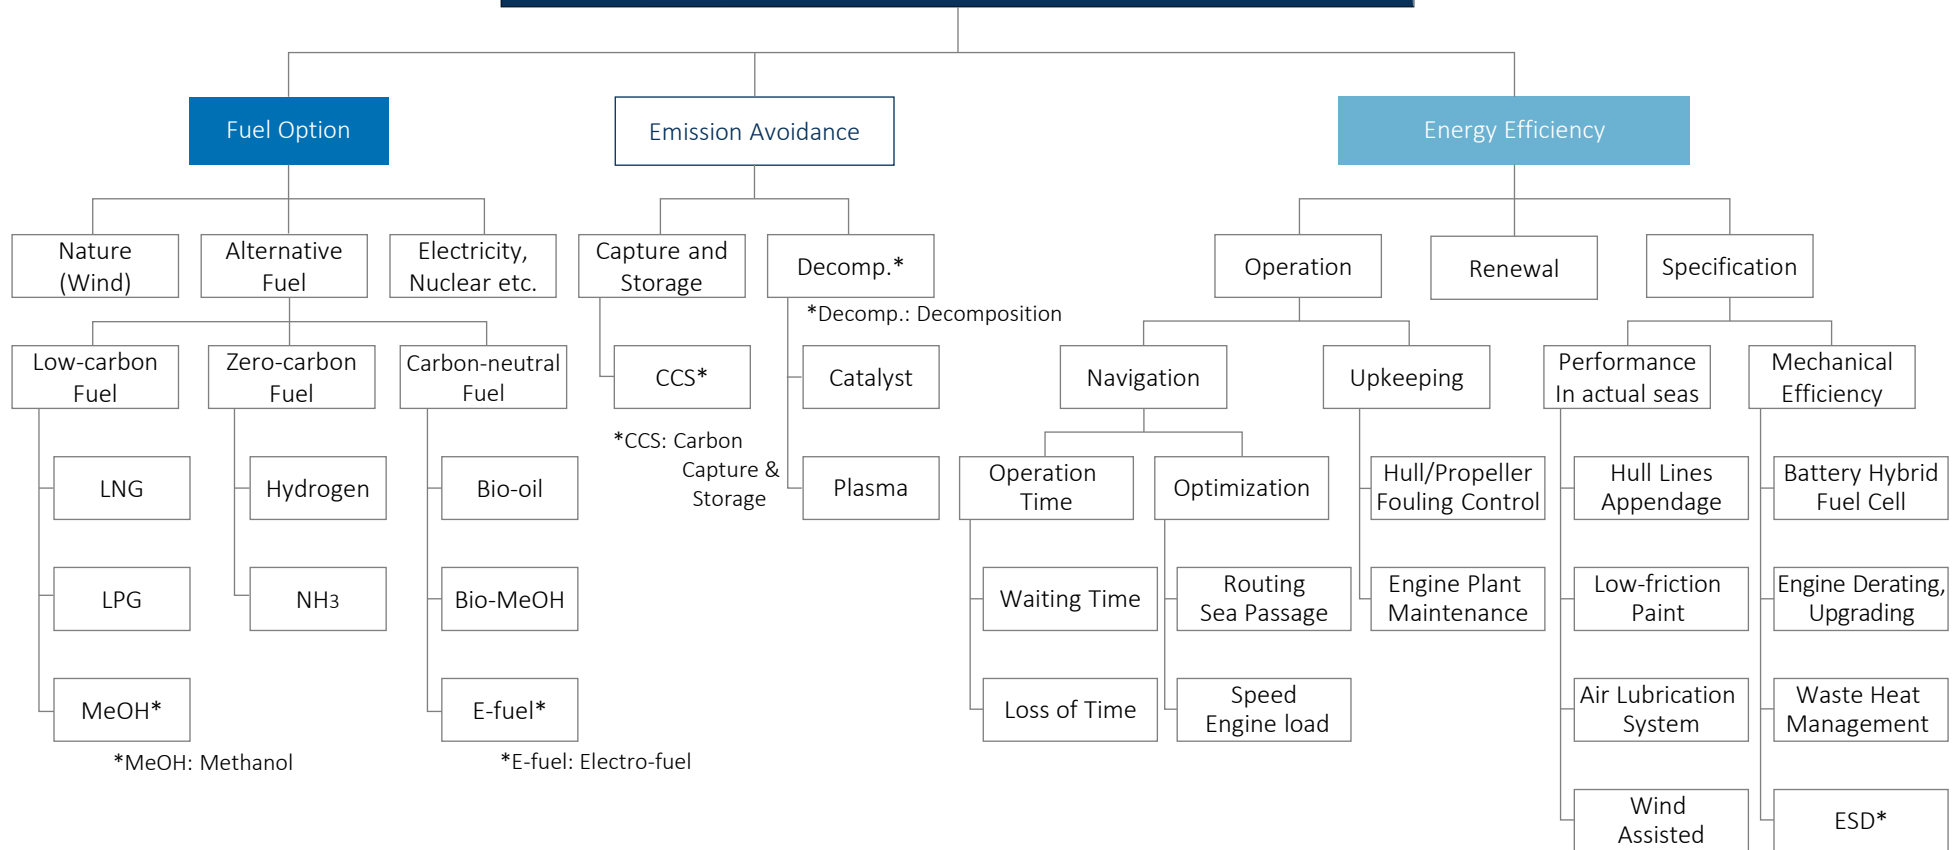 Fuel Option
Emission Avoidance
Energy Efficiency
Nature
(Wind)
Alternative
Fuel
Electricity,
Nuclear etc.
Capture and
Storage
Decomp.*
*Decomp.: Decomposition
Operation
Renewal
Specification
Low-carbon
Fuel
Zero-carbon
Fuel
Carbon-neutral
Fuel
CCS*
*CCS: Carbon
Capture &
Storage
Catalyst
Plasma
Navigation
Upkeeping
Performance
In actual seas
Mechanical
Efficiency
LNG
LPG
MeOH*
*MeOH: Methanol
Hydrogen
NH3
Bio-oil
Bio-MeOH
E-fuel*
*E-fuel: Electro-fuel
Operation
Time
Waiting Time
Loss of Time
Optimization
Routing
Sea Passage
Speed
Engine load
Hull/Propeller
Fouling Control
Engine Plant
Maintenance
Hull Lines
Appendage
Low-friction
Paint
Air Lubrication
System
Wind
Assisted
Battery Hybrid
Fuel Cell
Engine Derating,
Upgrading
Waste Heat
Management
ESD*